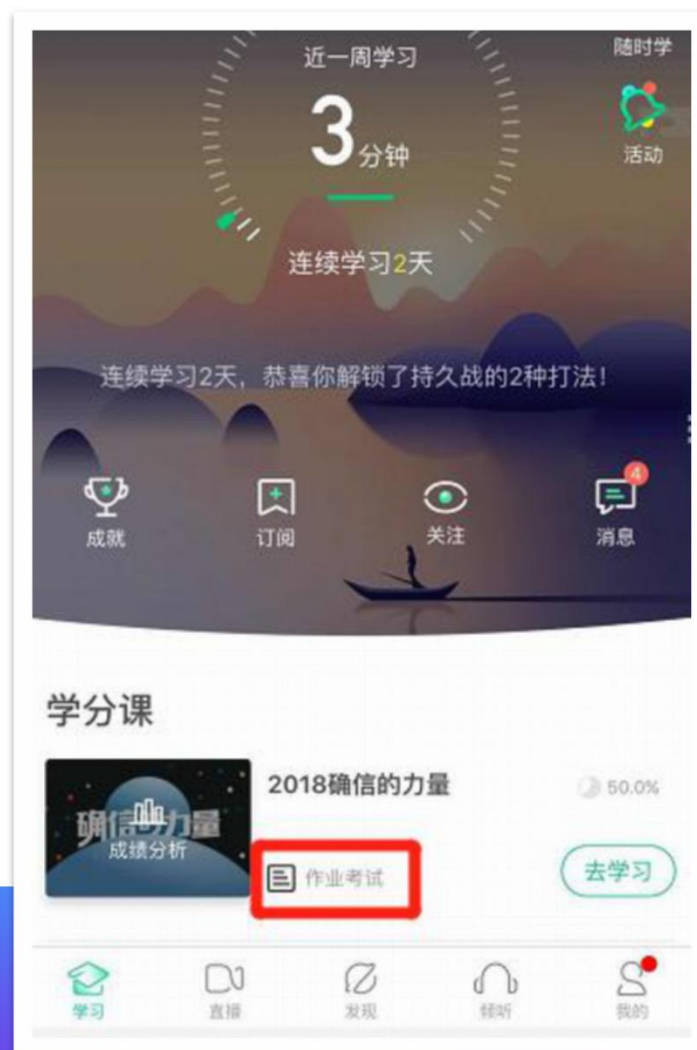 近一周学习
随时学
3分钟
活动
连续学习2天
连续学习2天，恭喜你解锁了持久战的2种打法！
成就
订阅
关注
4
消息
学分课
确信的力量
成绩分析
2018确信的力量
50.0%
作业考试
去学习
学习
直播
发现
倾听
我的